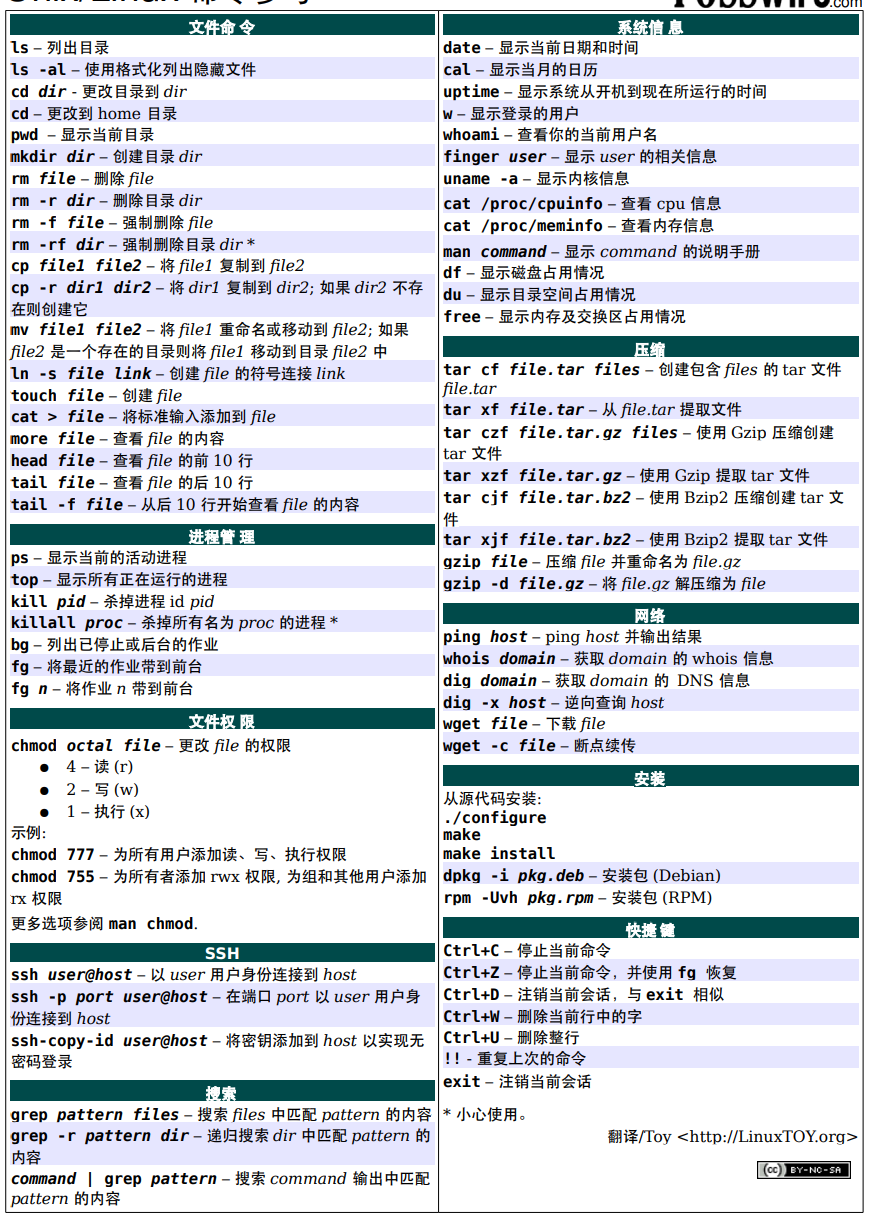 文件命令
ls – 列出目录
ls -al – 使用格式化列出隐藏文件
cd dir - 更改目录到 dir
cd – 更改到 home 目录
pwd – 显示当前目录
mkdir dir – 创建目录 dir
rm file – 删除 file
rm -r dir – 删除目录 dir
rm -f file – 强制删除 file
rm -rf dir – 强制删除目录 dir *
cp file1 file2 – 将 file1 复制到 file2
cp -r dir1 dir2 – 将 dir1 复制到 dir2; 如果 dir2 不存
在则创建它
mv file1 file2 – 将 file1 重命名或移动到 file2; 如果
file2 是一个存在的目录则将 file1 移动到目录 file2 中
ln -s file link – 创建 file 的符号连接 link
touch file – 创建 file
cat > file – 将标准输入添加到 file
more file – 查看 file 的内容
head file – 查看 file 的前 10 行
tail file – 查看 file 的后 10 行
tail -f file – 从后 10 行开始查看 file 的内容
进程管理
ps – 显示当前的活动进程
top – 显示所有正在运行的进程
kill pid – 杀掉进程 id pid
killall proc – 杀掉所有名为 proc 的进程 *
bg – 列出已停止或后台的作业
fg – 将最近的作业带到前台
fg n – 将作业 n 带到前台
文件权限
chmod octal file – 更改 file 的权限
● 4 – 读 (r)
● 2 – 写 (w)
● 1 – 执行 (x)
示例:
chmod 777 – 为所有用户添加读、写、执行权限
chmod 755 – 为所有者添加 rwx 权限, 为组和其他用户添加
rx 权限
更多选项参阅 man chmod.
SSH
ssh user@host – 以 user 用户身份连接到 host
ssh -p port user@host – 在端口 port 以 user 用户身
份连接到 host
ssh-copy-id user@host – 将密钥添加到 host 以实现无
密码登录
搜索
grep pattern files – 搜索 files 中匹配 pattern 的内容
grep -r pattern dir – 递归搜索 dir 中匹配 pattern 的
内容
command | grep pattern – 搜索 command 输出中匹配
pattern 的内容
.com
系统信息
date – 显示当前日期和时间
cal – 显示当月的日历
uptime – 显示系统从开机到现在所运行的时间
w – 显示登录的用户
whoami – 查看你的当前用户名
finger user – 显示 user 的相关信息
uname -a – 显示内核信息
cat /proc/cpuinfo – 查看 cpu 信息
cat /proc/meminfo – 查看内存信息
man command – 显示 command 的说明手册
df – 显示磁盘占用情况
du – 显示目录空间占用情况
free – 显示内存及交换区占用情况
压缩
tar cf file.tar files – 创建包含 files 的 tar 文件
file.tar
tar xf file.tar – 从 file.tar 提取文件
tar czf file.tar.gz files – 使用 Gzip 压缩创建
tar 文件
tar xzf file.tar.gz – 使用 Gzip 提取 tar 文件
tar cjf file.tar.bz2 – 使用 Bzip2 压缩创建 tar 文
件
tar xjf file.tar.bz2 – 使用 Bzip2 提取 tar 文件
gzip file – 压缩 file 并重命名为 file.gz
gzip -d file.gz – 将 file.gz 解压缩为 file
网络
ping host – ping host 并输出结果
whois domain – 获取 domain 的 whois 信息
dig domain – 获取 domain 的 DNS 信息
dig -x host – 逆向查询 host
wget file – 下载 file
wget -c file – 断点续传
安装
从源代码安装:
./configure
make
make install
dpkg -i pkg.deb – 安装包 (Debian)
rpm -Uvh pkg.rpm – 安装包 (RPM)
快捷键
Ctrl+C – 停止当前命令
Ctrl+Z – 停止当前命令，并使用 fg 恢复
Ctrl+D – 注销当前会话，与 exit 相似
Ctrl+W – 删除当前行中的字
Ctrl+U – 删除整行
!! - 重复上次的命令
exit – 注销当前会话
* 小心使用。
翻译/Toy <http://LinuxTOY.org>
(cc) BY-NC-SA